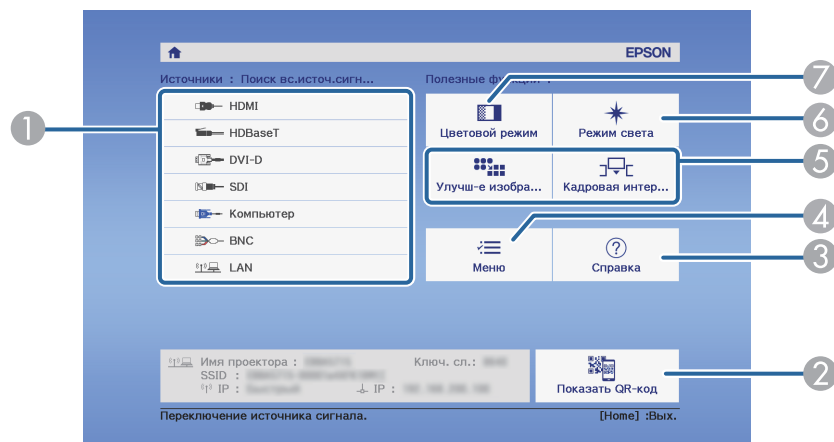 EPSON
Источники : Поиск вс.источ.сигн...
HDMI
HDBaseT
DVI-D
SDI
Компьютер
BNC
LAN
Полезные функции :
Цветовой режим
Режим света
Улучш-е изобра...
Кадровая интер...
Меню
Справка
Имя проектора :
Ключ. сл.:
SSID :
IP :
IP :
Показать QR-код
Переключение источника сигнала.
[Home] :Вых.
1
7
6
5
4
3
2